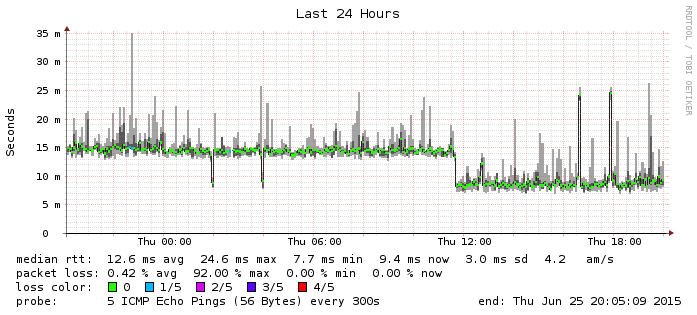 Last 24 Hours
RRDTOOL / TOBI OETIKER
Seconds
35 m
30 m
25 m
20 m
15 m
10 m
5 m
0
Thu 00:00 Thu 06:00 Thu 12:00 Thu 18:00
median rtt: 12.6 ms avg 24.6 ms max 7.7 ms min 9.4 ms now 3.0 ms sd 4.2 am/s
packet loss: 0.42 % avg 92.00 % max 0.00 % min 0.00 % now
loss color: 0 1/5 2/5 3/5 4/5
probe: 5 ICMP Echo Pings (56 Bytes) every 300s end: Thu Jun 25 20:05:09 2015